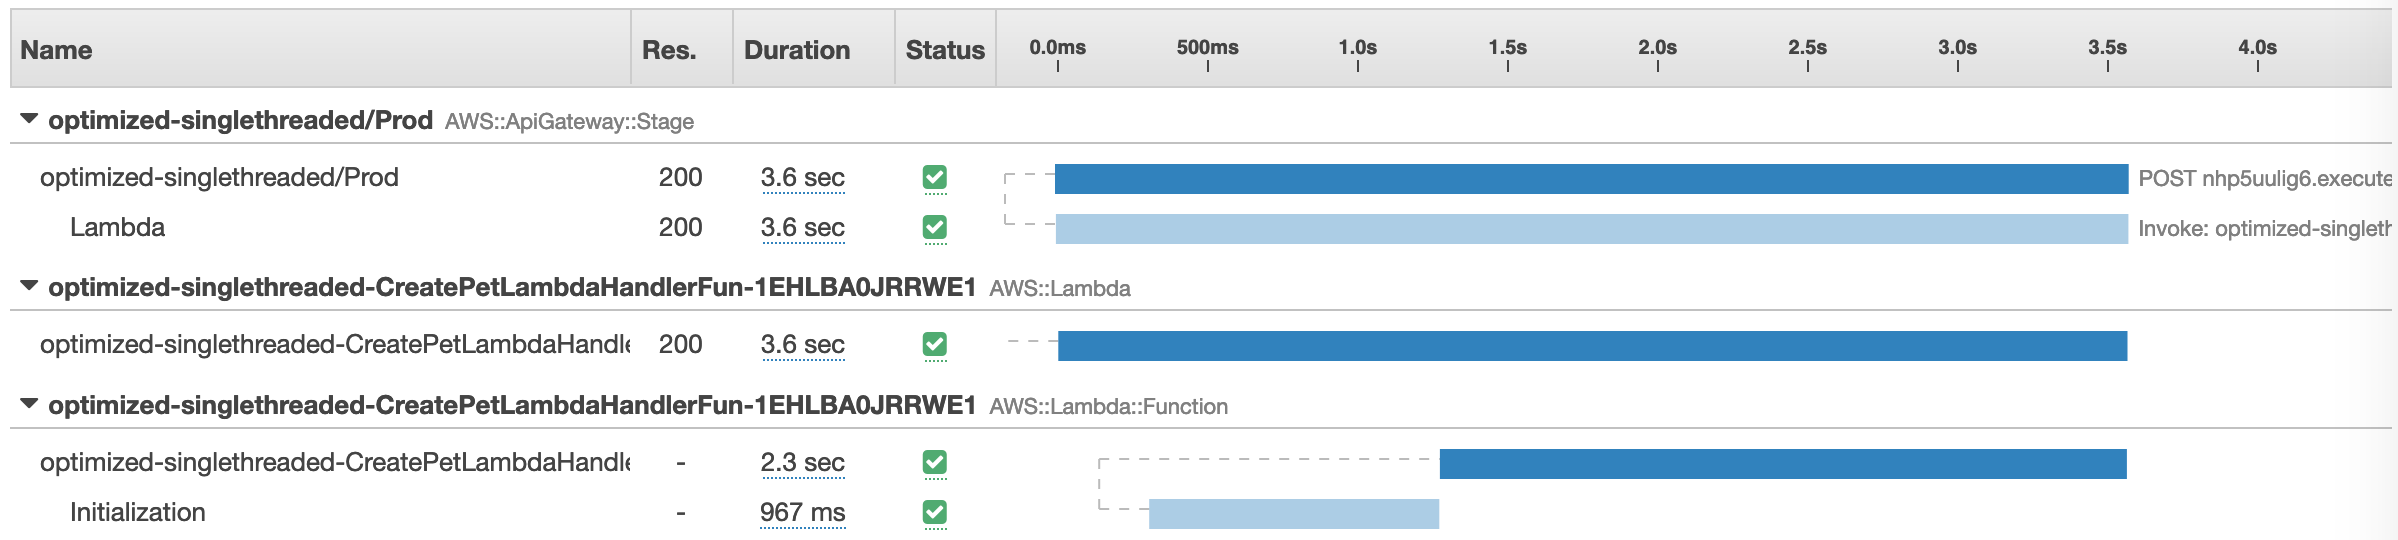 Name Res. Duration Status 0.0ms 500ms 1.0s 1.5s 2.0s 2.5s 3.0s 3.5s 4.0s
optimized-singlethreaded/Prod AWS::ApiGateway::Stage
optimized-singlethreaded/Prod 200 3.6 sec POST nhp5uulig6.execute
Lambda 200 3.6 sec Invoke: optimized-singleth
optimized-singlethreaded-CreatePetLambdaHandlerFun-1EHLBA0JRRWE1 AWS::Lambda
optimized-singlethreaded-CreatePetLambdaHandle 200 3.6 sec
optimized-singlethreaded-CreatePetLambdaHandlerFun-1EHLBA0JRRWE1 AWS::Lambda::Function
optimized-singlethreaded-CreatePetLambdaHandle - 2.3 sec
Initialization - 967 ms